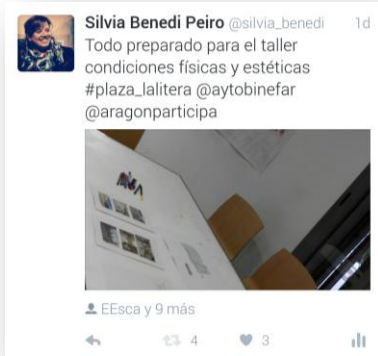 Silvia Benedi Peiro @silvia_benedi 1d
Todo preparado para el taller
condiciones físicas y estéticas
#plaza_lalitera @aytobinefar
@aragonparticipa
EEsca y 9 más
4 3